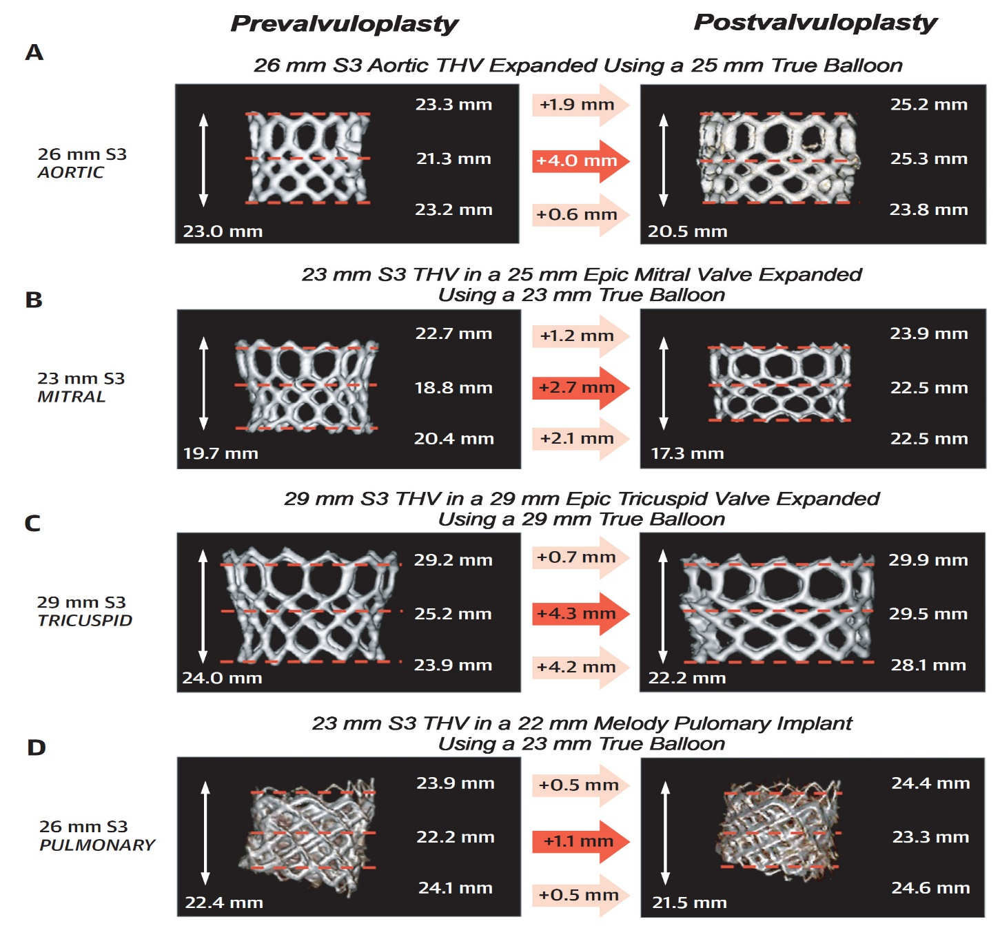 Prevalvuloplasty
Postvalvuloplasty
A
26 mm S3 Aortic THV Expanded Using a 25 mm True Balloon
26 mm S3
AORTIC
23.3 mm
21.3 mm
23.2 mm
23.0 mm
+1.9 mm
+4.0 mm
+0.6 mm
25.2 mm
25.3 mm
23.8 mm
20.5 mm
B
23 mm S3 THV in a 25 mm Epic Mitral Valve Expanded
Using a 23 mm True Balloon
23 mm S3
MITRAL
22.7 mm
18.8 mm
20.4 mm
19.7 mm
+1.2 mm
+2.7 mm
+2.1 mm
23.9 mm
22.5 mm
22.5 mm
17.3 mm
C
29 mm S3 THV in a 29 mm Epic Tricuspid Valve Expanded
Using a 29 mm True Balloon
29 mm S3
TRICUSPID
29.2 mm
25.2 mm
23.9 mm
24.0 mm
+0.7 mm
+4.3 mm
+4.2 mm
29.9 mm
29.5 mm
28.1 mm
22.2 mm
D
23 mm S3 THV in a 22 mm Melody Pulomary Implant
Using a 23 mm True Balloon
26 mm S3
PULMONARY
23.9 mm
22.2 mm
24.1 mm
22.4 mm
+0.5 mm
+1.1 mm
+0.5 mm
24.4 mm
23.3 mm
24.6 mm
21.5 mm